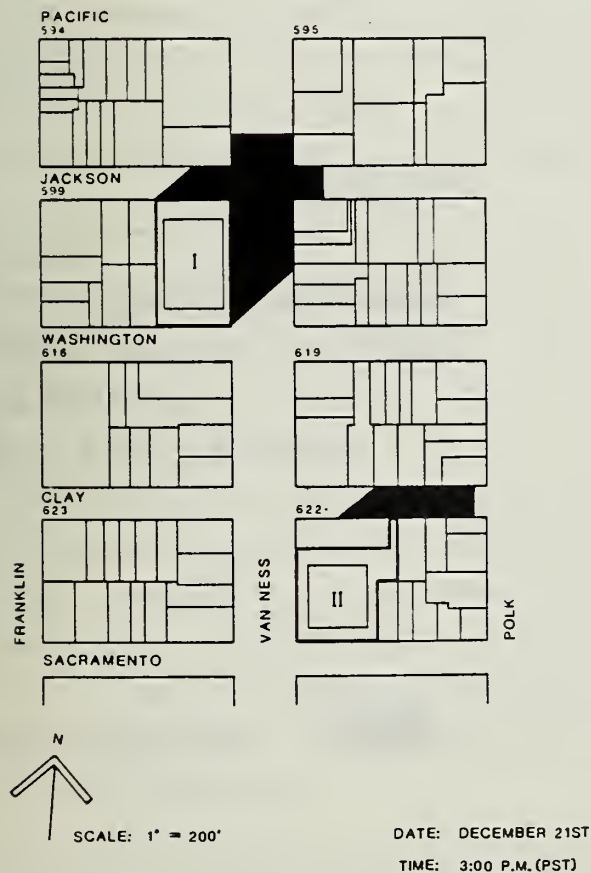 PACIFIC
594 595
JACKSON
599
I
WASHINGTON
616 619
CLAY
623 622-
FRANKLIN
VAN NESS
II
POLK
SACRAMENTO
N
SCALE: 1" = 200'
DATE: DECEMBER 21ST
TIME: 3:00 P.M. (PST)